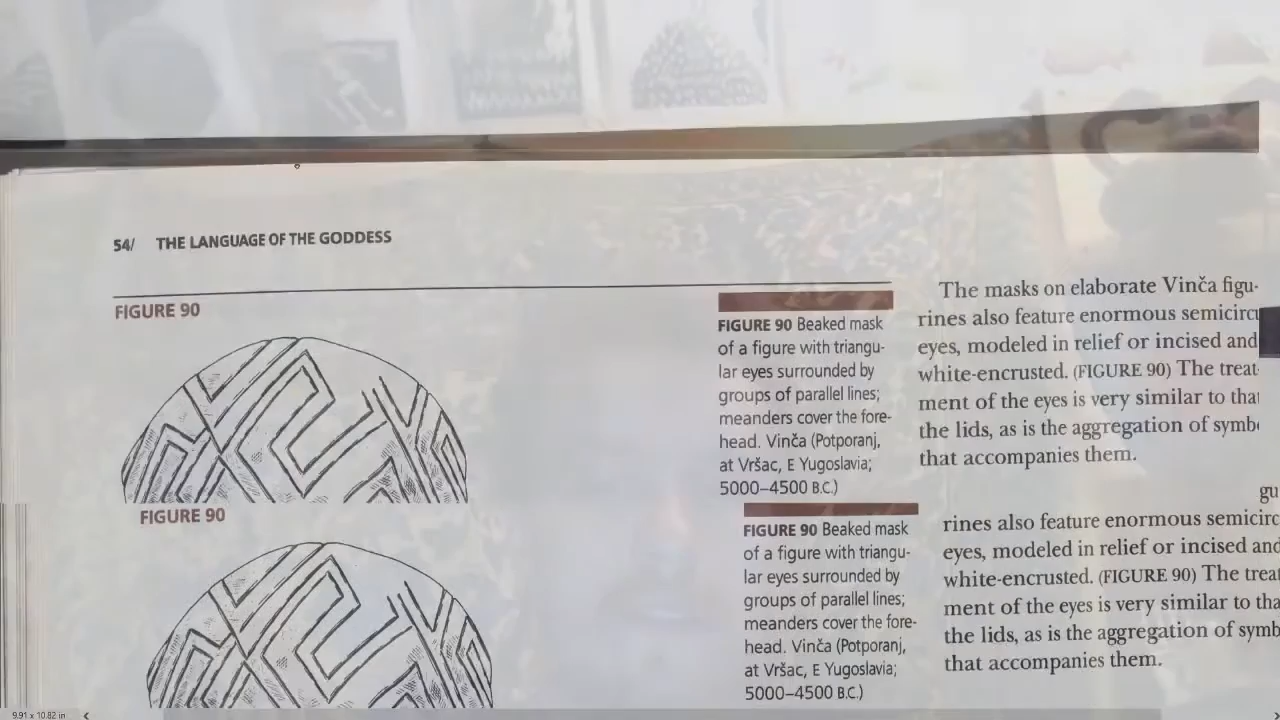 54/ THE LANGUAGE OF THE GODDESS
FIGURE 90
FIGURE 90 Beaked mask
of a figure with triangu-
lar eyes surrounded by
groups of parallel lines;
meanders cover the fore-
head. Vinča (Potporanj,
at Vršac, E Yugoslavia;
5000–4500 B.C.)
The masks on elaborate Vinča figu-
rines also feature enormous semicircu
eyes, modeled in relief or incised and
white-encrusted. (FIGURE 90) The treat-
ment of the eyes is very similar to that
the lids, as is the aggregation of symb
that accompanies them.
FIGURE 90
FIGURE 90 Beaked mask
of a figure with triangu-
lar eyes surrounded by
groups of parallel lines;
meanders cover the fore-
head. Vinča (Potporanj,
at Vršac, E Yugoslavia;
5000–4500 B.C.)
gu
rines also feature enormous semicirc
eyes, modeled in relief or incised and
white-encrusted. (FIGURE 90) The treat
ment of the eyes is very similar to tha
the lids, as is the aggregation of symb
that accompanies them.
9.91 x 10.82 in